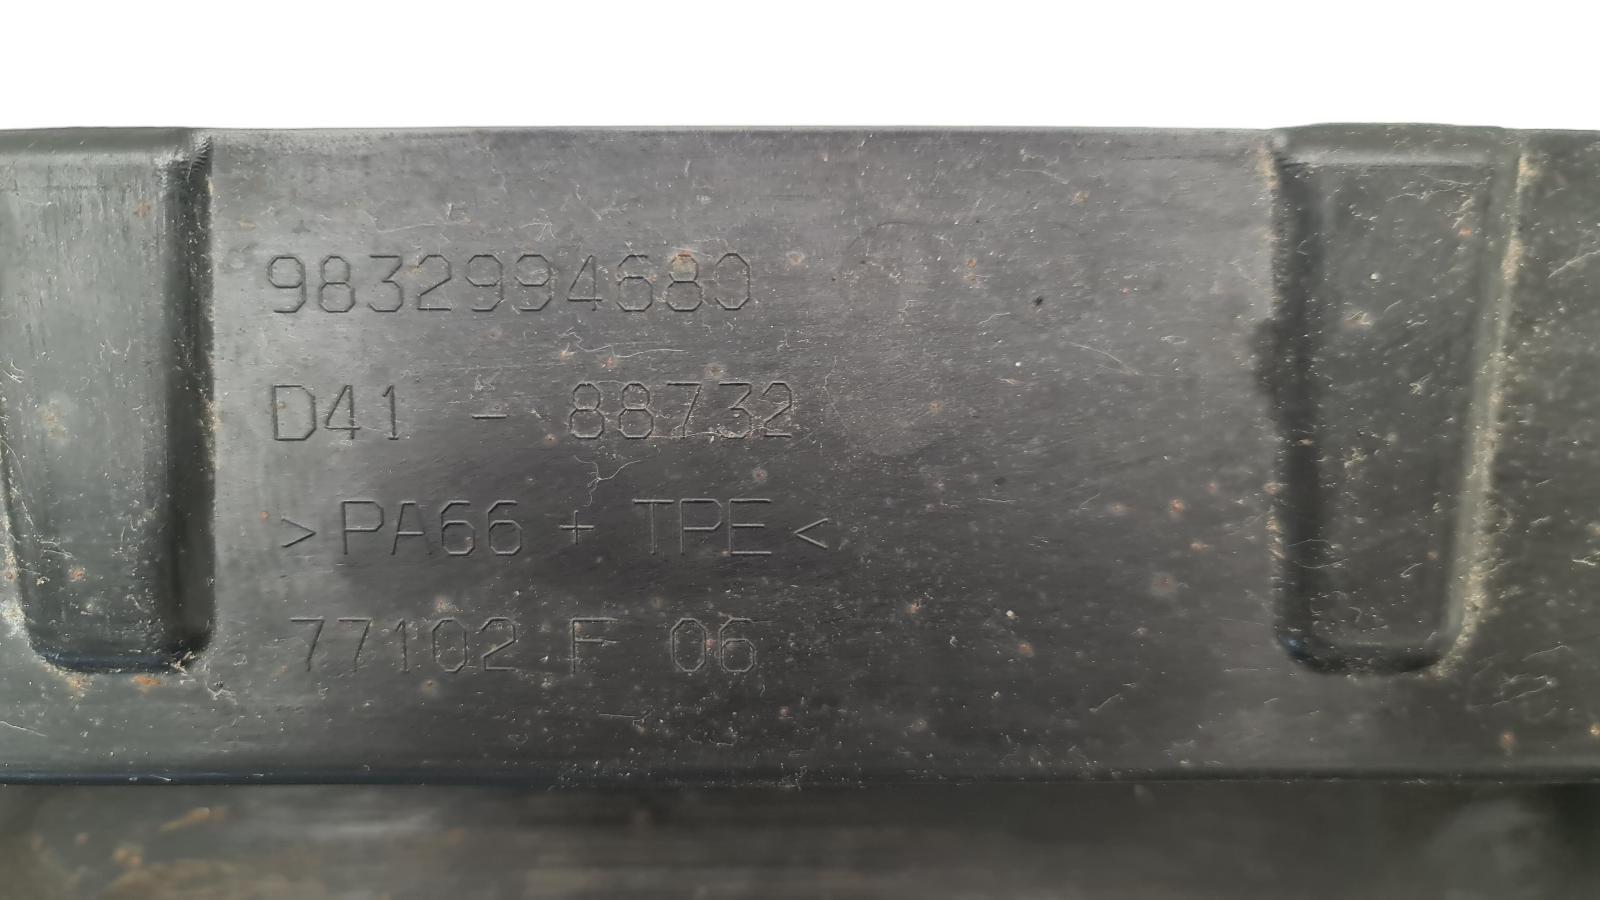 9832994680
D41 - 88732
>PA66 + TPE<
77102 F 06